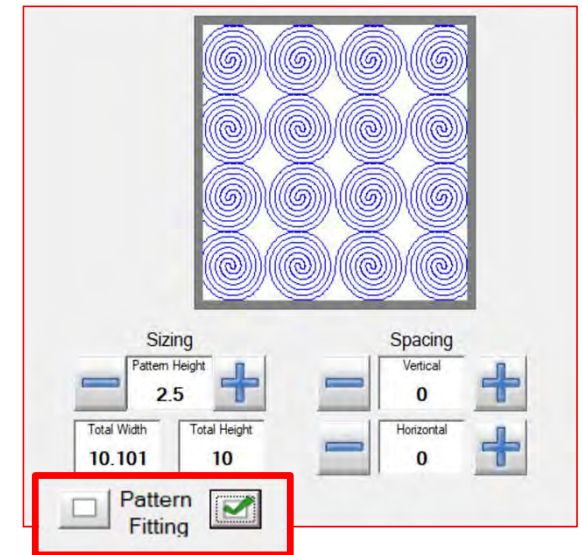 Sizing Spacing
Pattern Height Vertical
2.5 0
Total Width Total Height Horizontal
10.101 10 0
Pattern
Fitting